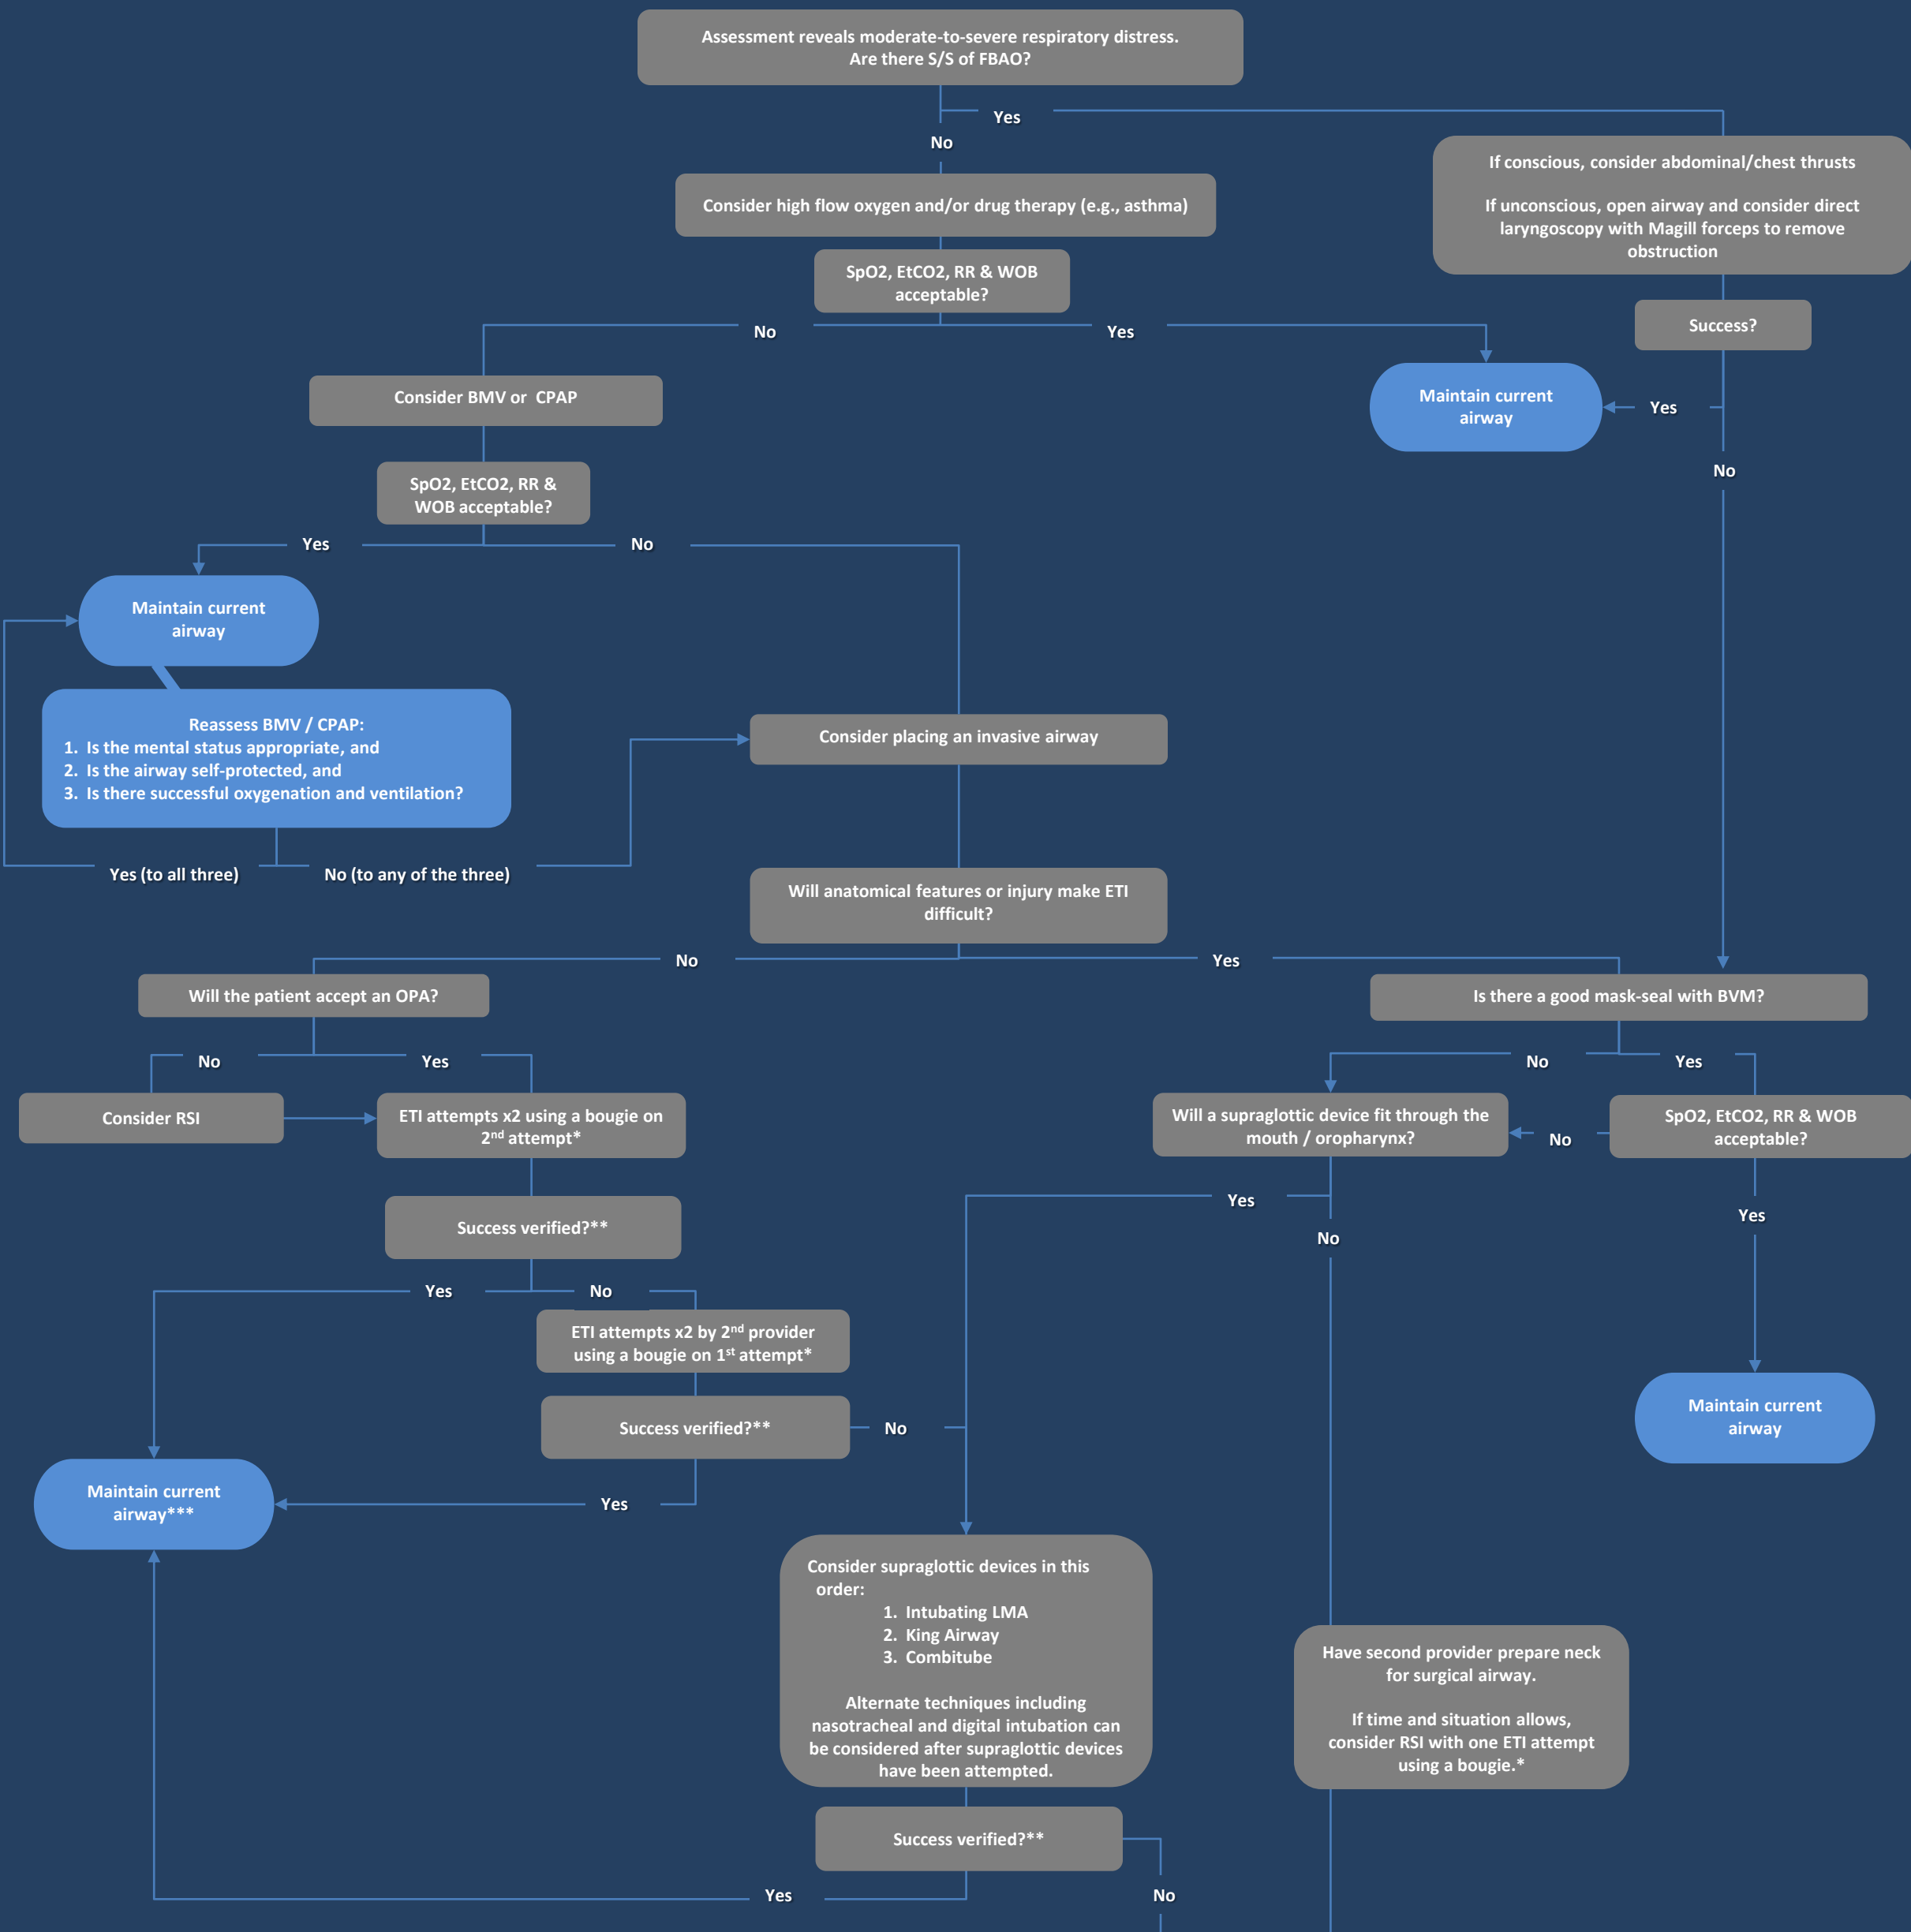 Assessment reveals moderate-to-severe respiratory distress.
Are there S/S of FBAO?
Yes
No
If conscious, consider abdominal/chest thrusts
If unconscious, open airway and consider direct
laryngoscopy with Magill forceps to remove
obstruction
Consider high flow oxygen and/or drug therapy (e.g., asthma)
SpO2, EtCO2, RR & WOB
acceptable?
Success?
No
Yes
Consider BMV or CPAP
Maintain current
airway
Yes
No
SpO2, EtCO2, RR &
WOB acceptable?
Yes
No
Maintain current
airway
Reassess BMV / CPAP:
1. Is the mental status appropriate, and
2. Is the airway self-protected, and
3. Is there successful oxygenation and ventilation?
Consider placing an invasive airway
Yes (to all three)
No (to any of the three)
Will anatomical features or injury make ETI
difficult?
No
Yes
Will the patient accept an OPA?
Is there a good mask-seal with BVM?
No
Yes
No
Yes
Consider RSI
ETI attempts x2 using a bougie on
2nd attempt*
Will a supraglottic device fit through the
mouth / oropharynx?
No
SpO2, EtCO2, RR & WOB
acceptable?
Success verified?**
Yes
No
Yes
Yes
No
ETI attempts x2 by 2nd provider
using a bougie on 1st attempt*
Success verified?**
No
Maintain current
airway
Maintain current
airway***
Yes
Consider supraglottic devices in this
order:
1. Intubating LMA
2. King Airway
3. Combitube
Alternate techniques including
nasotracheal and digital intubation can
be considered after supraglottic devices
have been attempted.
Have second provider prepare neck
for surgical airway.
If time and situation allows,
consider RSI with one ETI attempt
using a bougie.*
Success verified?**
Yes
No